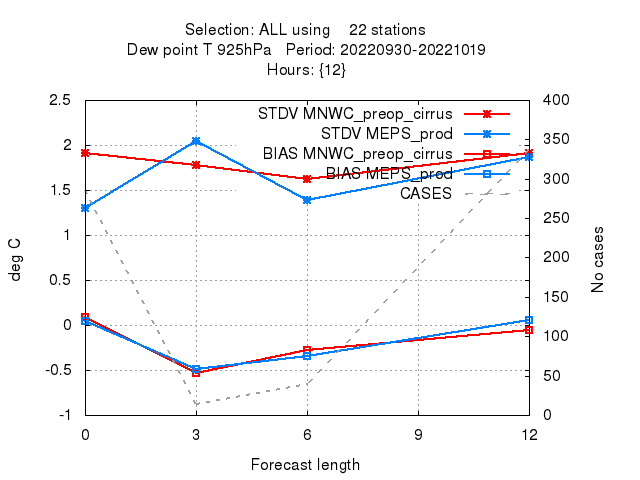 Selection: ALL using    22 stations
Dew point T 925hPa   Period: 20220930-20221019
Hours: {12}
2.5
2
1.5
1
0.5
0
-0.5
-1
400
350
300
250
200
150
100
50
0
STDV MNWC_preop_cirrus
STDV MEPS_prod
BIAS MNWC_preop_cirrus
BIAS MEPS_prod
CASES
deg C
No cases
0
3
6
9
12
Forecast length